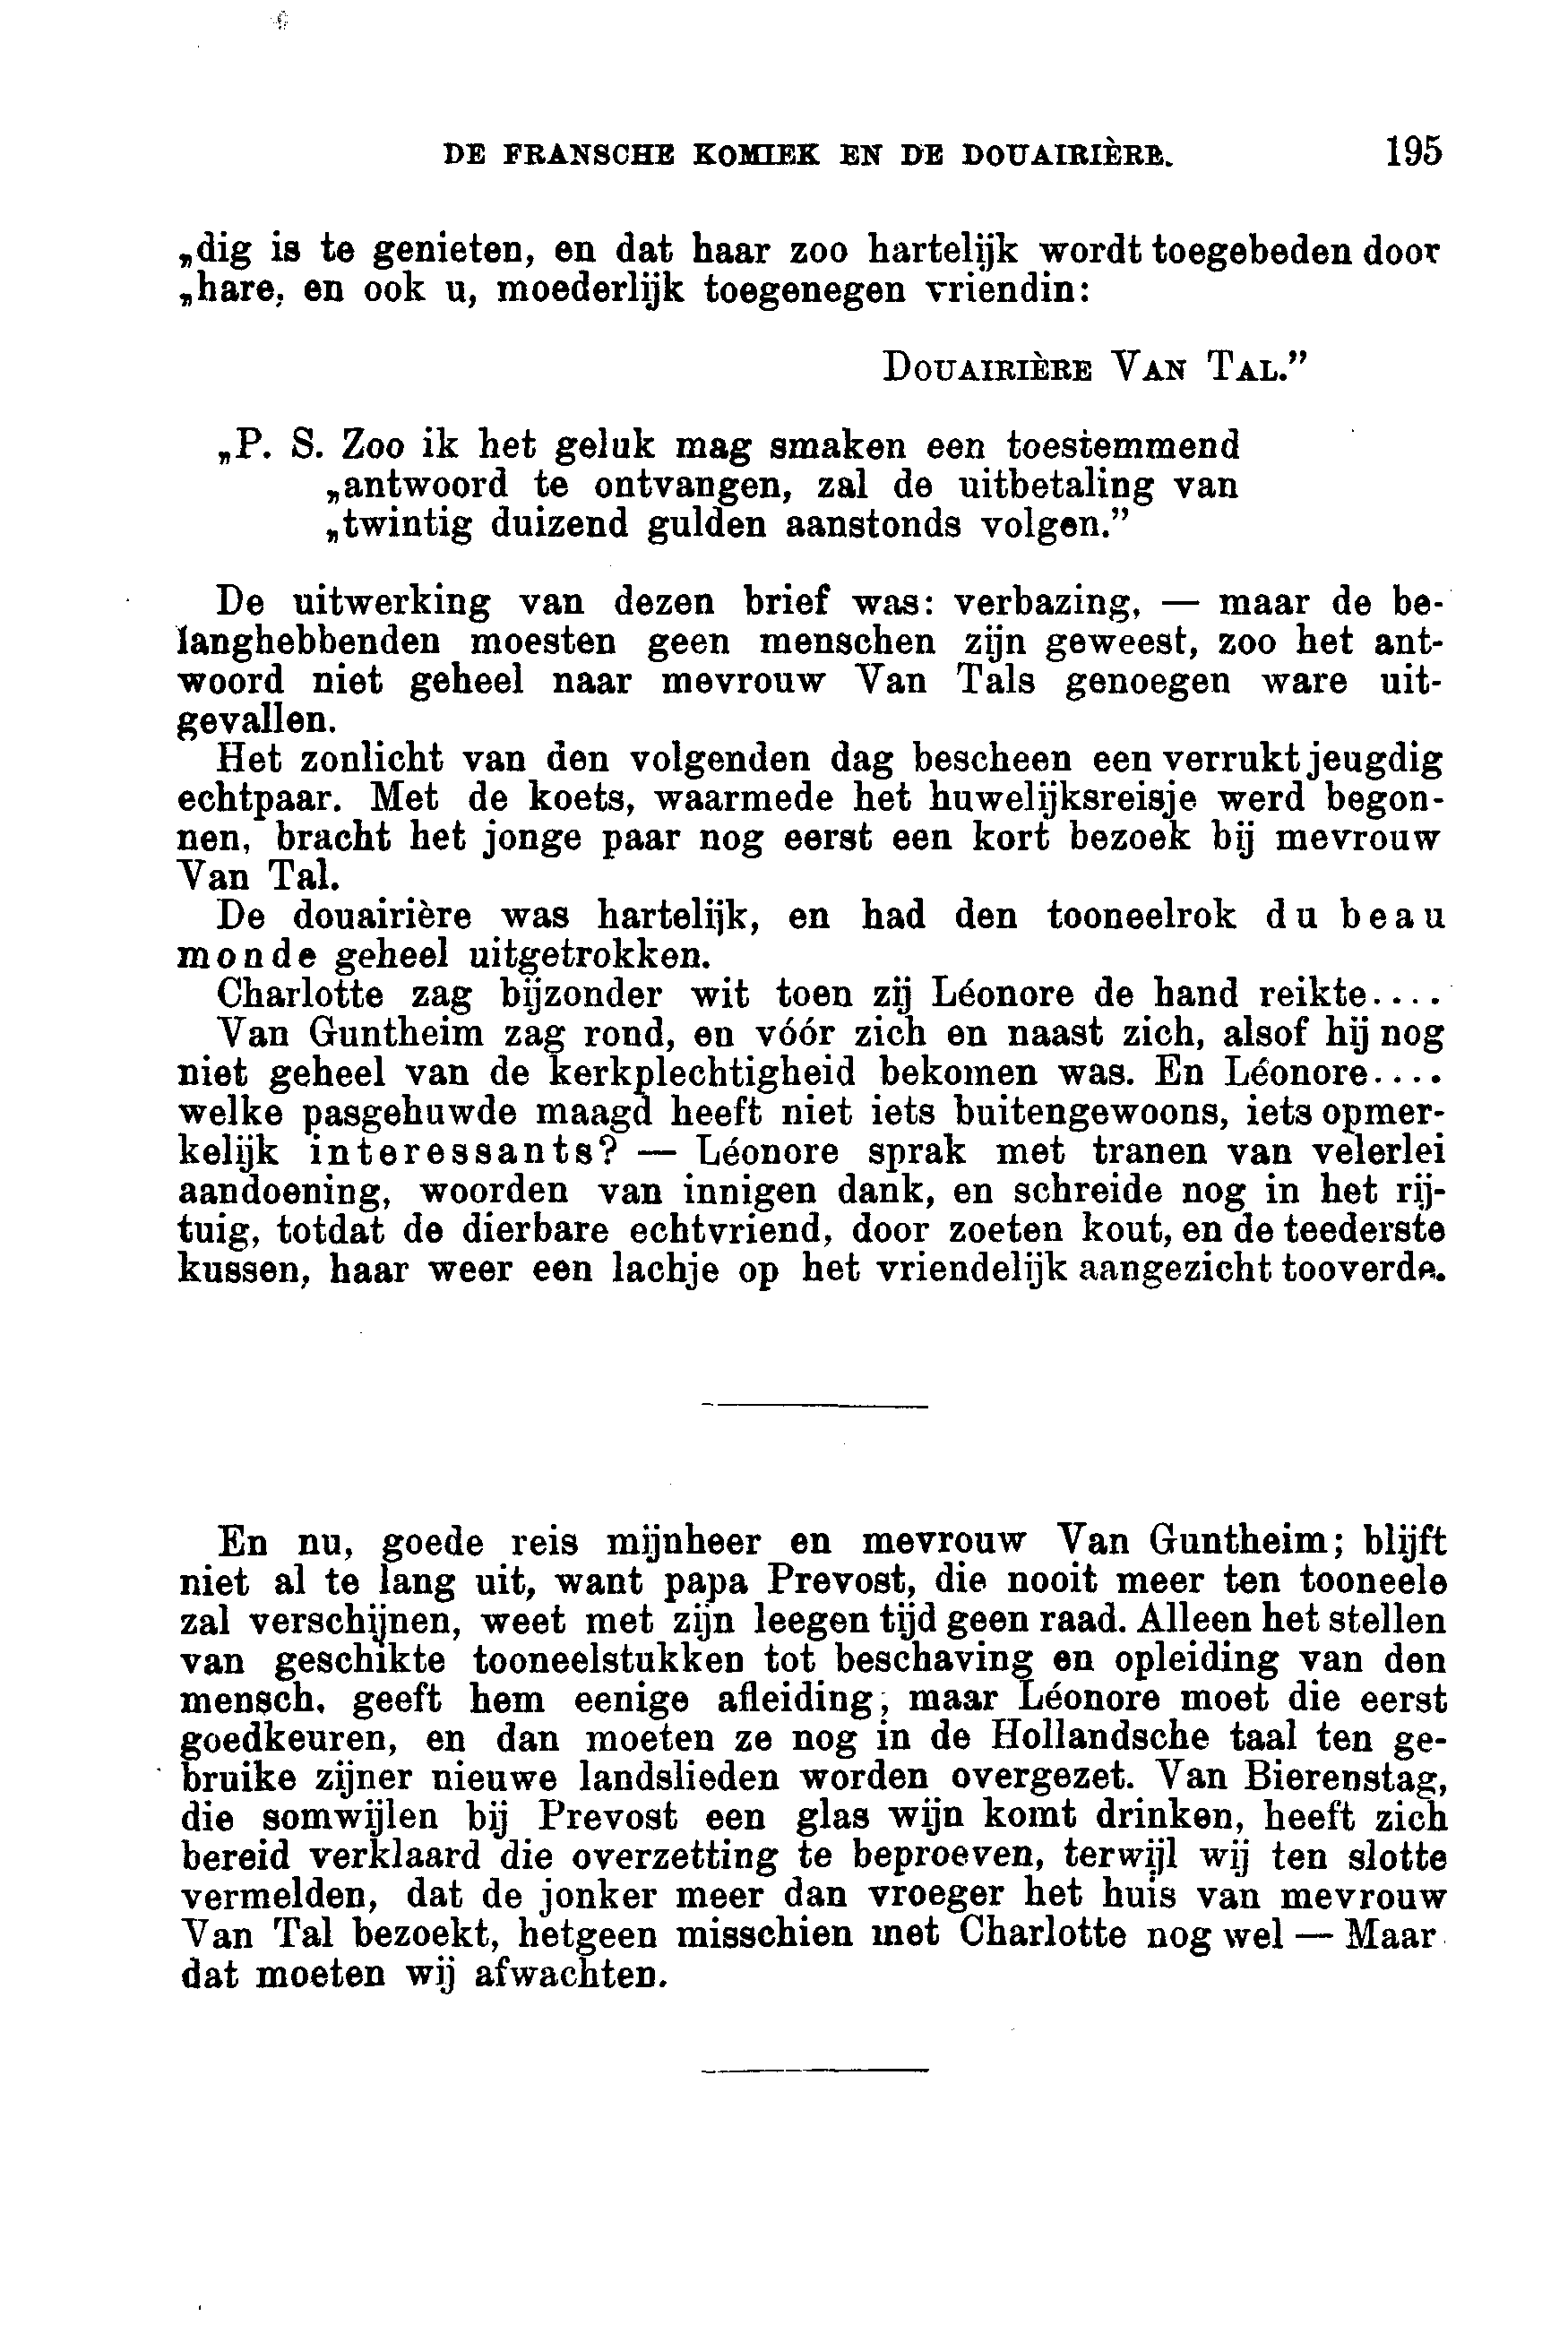 DE FRANSCHE KOMIEK EN DE DOUAIRIÈRE. 195
„dig is te genieten, en dat haar zoo hartelijk wordt toegebeden door
„hare, en ook u, moederlijk toegenegen vriendin:
DOUAIRIÈRE VAN TAL.”
„P. S. Zoo ik het geluk mag smaken een toestemmend
„antwoord te ontvangen, zal de uitbetaling van
„twintig duizend gulden aanstonds volgen.”
De uitwerking van dezen brief was: verbazing, — maar de be-
langhebbenden moesten geen menschen zijn geweest, zoo het ant-
woord niet geheel naar mevrouw Van Tals genoegen ware uit-
gevallen.
Het zonlicht van den volgenden dag bescheen een verrukt jeugdig
echtpaar. Met de koets, waarmede het huwelijksreisje werd begon-
nen, bracht het jonge paar nog eerst een kort bezoek bij mevrouw
Van Tal.
De douairière was hartelijk, en had den tooneelrok du beau
monde geheel uitgetrokken.
Charlotte zag bijzonder wit toen zij Léonore de hand reikte....
Van Guntheim zag rond, en vóór zich en naast zich, alsof hij nog
niet geheel van de kerkplechtigheid bekomen was. En Léonore....
welke pasgehuwde maagd heeft niet iets buitengewoons, iets opmer-
kelijk interessants? — Léonore sprak met tranen van velerlei
aandoening, woorden van innigen dank, en schreide nog in het rij-
tuig, totdat de dierbare echtvriend, door zoeten kout, en de teederste
kussen, haar weer een lachje op het vriendelijk aangezicht tooverde.
En nu, goede reis mijnheer en mevrouw Van Guntheim; blijft
niet al te lang uit, want papa Prevost, die nooit meer ten tooneele
zal verschijnen, weet met zijn leegen tijd geen raad. Alleen het stellen
van geschikte tooneelstukken tot beschaving en opleiding van den
mensch, geeft hem eenige afleiding; maar Léonore moet die eerst
goedkeuren, en dan moeten ze nog in de Hollandsche taal ten ge-
bruike zijner nieuwe landslieden worden overgezet. Van Bierenstag,
die somwijlen bij Prevost een glas wijn komt drinken, heeft zich
bereid verklaard die overzetting te beproeven, terwijl wij ten slotte
vermelden, dat de jonker meer dan vroeger het huis van mevrouw
Van Tal bezoekt, hetgeen misschien met Charlotte nog wel — Maar
dat moeten wij afwachten.